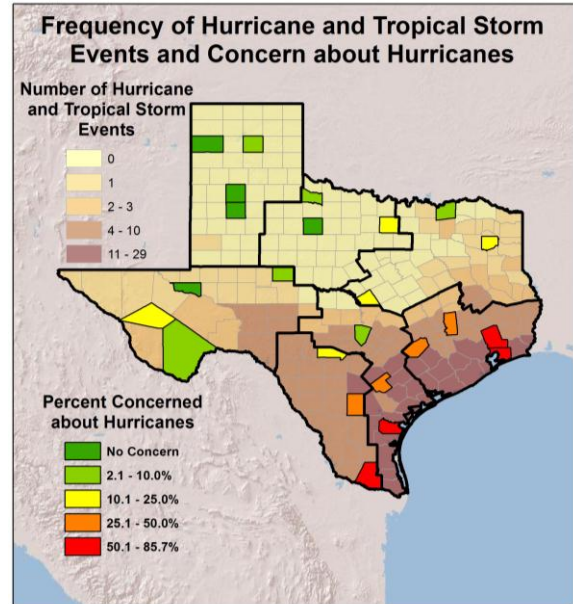 Frequency of Hurricane and Tropical Storm
Events and Concern about Hurricanes
Number of Hurricane
and Tropical Storm
Events
0
1
2 - 3
4 - 10
11 - 29
Percent Concerned
about Hurricanes
No Concern
2.1 - 10.0%
10.1 - 25.0%
25.1 - 50.0%
50.1 - 85.7%